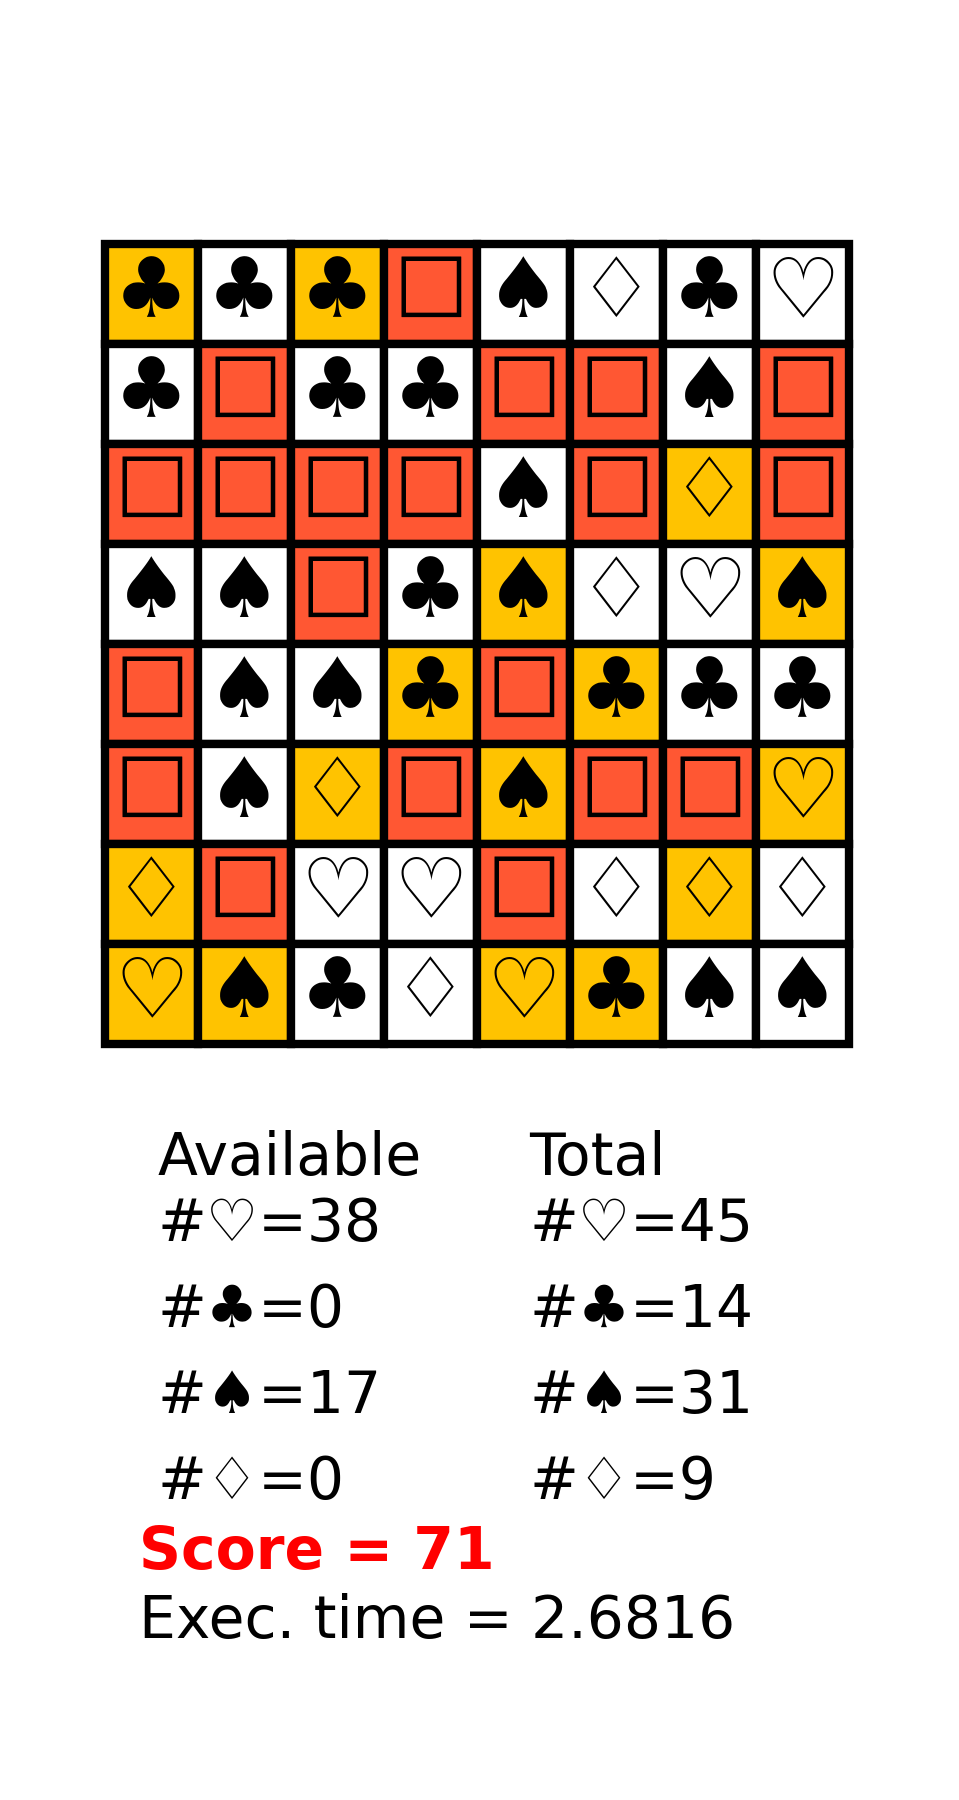 ♣ ♣ ♣ □ ♠ ♢ ♣ ♡
♣ □ ♣ ♣ □ □ ♠ □
□ □ □ □ ♠ □ ♢ □
♠ ♠ □ ♣ ♠ ♢ ♡ ♠
□ ♠ ♠ ♣ □ ♣ ♣ ♣
□ ♠ ♢ □ ♠ □ □ ♡
♢ □ ♡ ♡ □ ♢ ♢ ♢
♡ ♠ ♣ ♢ ♡ ♣ ♠ ♠
Available Total
#♡=38 #♡=45
#♣=0 #♣=14
#♠=17 #♠=31
#♢=0 #♢=9
Score = 71
Exec. time = 2.6816